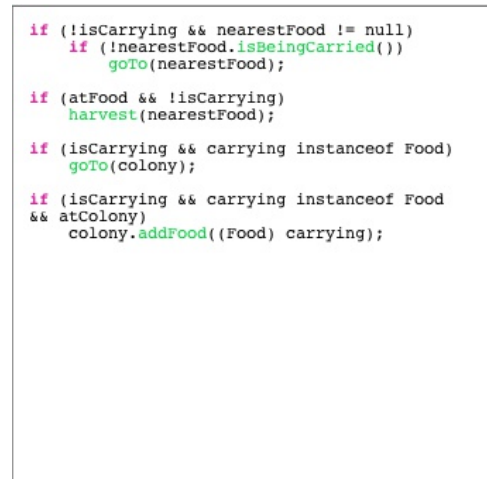 if (!isCarrying && nearestFood != null)
    if (!nearestFood.isBeingCarried())
        goTo(nearestFood);

if (atFood && !isCarrying)
    harvest(nearestFood);

if (isCarrying && carrying instanceof Food)
    goTo(colony);

if (isCarrying && carrying instanceof Food
&& atColony)
    colony.addFood((Food) carrying);